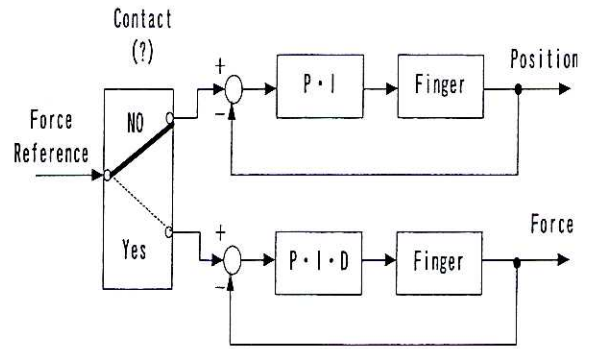 Contact
(?)
Force
Reference
NO
Yes
+
-
P·I
Finger
Position
+
-
P·I·D
Finger
Force